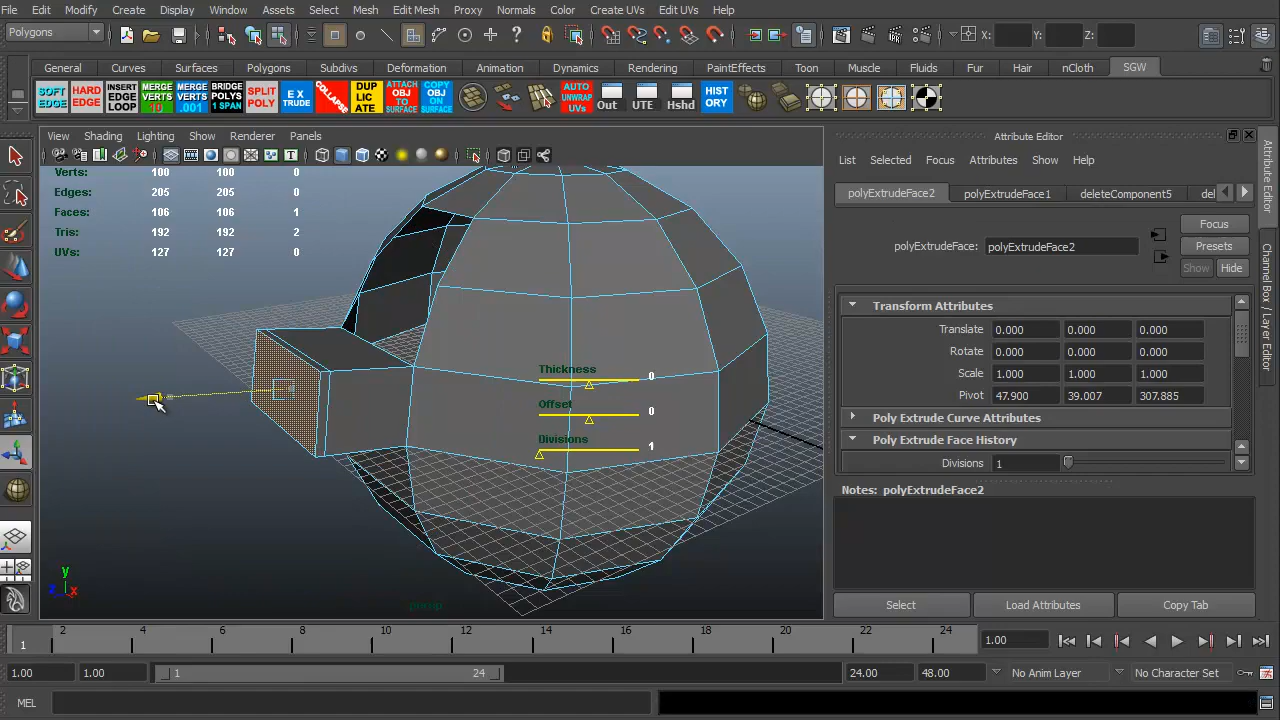 File Edit Modify Create Display Window Assets Select Mesh Edit Mesh Proxy Normals Color Create UVs Edit UVs Help
Polygons X: Y: Z:
General Curves Surfaces Polygons Subdivs Deformation Animation Dynamics Rendering PaintEffects Toon Muscle Fluids Fur Hair nCloth SGW
SOFT EDGE
HARD EDGE
INSERT EDGE LOOP
MERGE VERTS 10
MERGE VERTS .001
BRIDGE POLYS 1 SPAN
SPLIT POLY
EX TRUDE
COLLAPSE
DUP LIC ATE
ATTACH OBJ TO SURFACE
COPY OBJ ON SURFACE
AUTO UNWRAP UVs
Out
UTE
Hshd
HIST ORY
View Shading Lighting Show Renderer Panels
Verts: 100 100 0
Edges: 205 205 0
Faces: 106 106 1
Tris: 192 192 2
UVs: 127 127 0
Thickness 0
Offset 0
Divisions 1
y
z x
persp
Attribute Editor
List Selected Focus Attributes Show Help
polyExtrudeFace2 polyExtrudeFace1 deleteComponent5 del
polyExtrudeFace: polyExtrudeFace2
Focus
Presets
Show Hide
Transform Attributes
Translate 0.000 0.000 0.000
Rotate 0.000 0.000 0.000
Scale 1.000 1.000 1.000
Pivot 47.900 39.007 307.885
Poly Extrude Curve Attributes
Poly Extrude Face History
Divisions 1
Notes: polyExtrudeFace2
Select Load Attributes Copy Tab
Attribute Editor
Channel Box / Layer Editor
1 2 4 6 8 10 12 14 16 18 20 22 24 1.00
1.00 1.00 1 24 24.00 48.00 No Anim Layer No Character Set
MEL